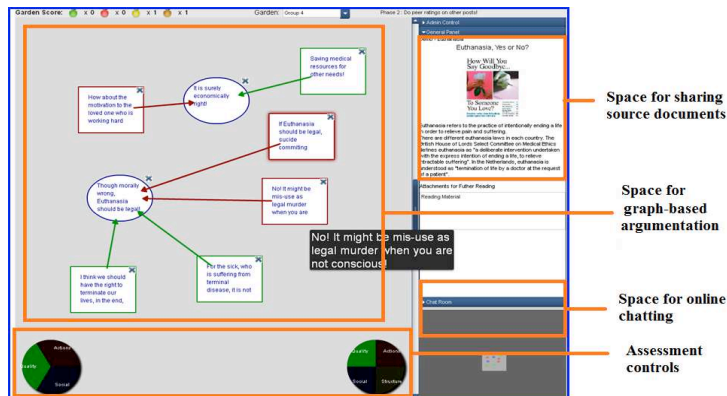 Garden Score: x 0 x 0 x 1 x 1 Garden: Group 4 Phase 2 : Do peer ratings on other posts!
Admin Control
General Panel
Euthanasia, Yes or No?
How Will You
Say Goodbye...
To Someone
You Love?
Euthanasia refers to the practice of intentionally ending a life
in order to relieve pain and suffering.
There are different euthanasia laws in each country. The
British House of Lords Select Committee on Medical Ethics
defines euthanasia as "a deliberate intervention undertaken
with the express intention of ending a life, to relieve
intractable suffering". In the Netherlands, euthanasia is
understood as "termination of life by a doctor at the request
of a patient".
Attachments for Futher Reading
Reading Material
Chat Room
Saving medical
resources for
other needs!
It is surely
economically
right!
How about the
motivation to the
loved one who is
working hard
If Euthanasia
should be legal,
sucide
commiting
Though morally
wrong,
Euthanasia
should be legal!
No! It might be
mis-use as
legal murder
when you are
No! It might be mis-use as
legal murder when you are
not conscious!
I think we should
have the right to
terminate our
lives, in the end,
For the sick, who
is suffering from
terminal
disease, it is not
Actions
Quality
Social
Actions
Quality
Social
Structure
Space for sharing
source documents
Space for
graph-based
argumentation
Space for online
chatting
Assessment
controls